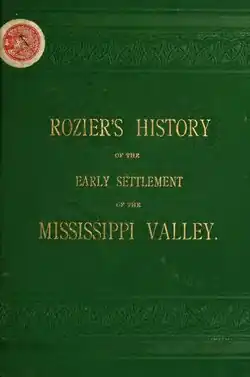 ROZIER'S HISTORY
OF THE
EARLY SETTLEMENT
OF THE
MISSISSIPPI VALLEY.